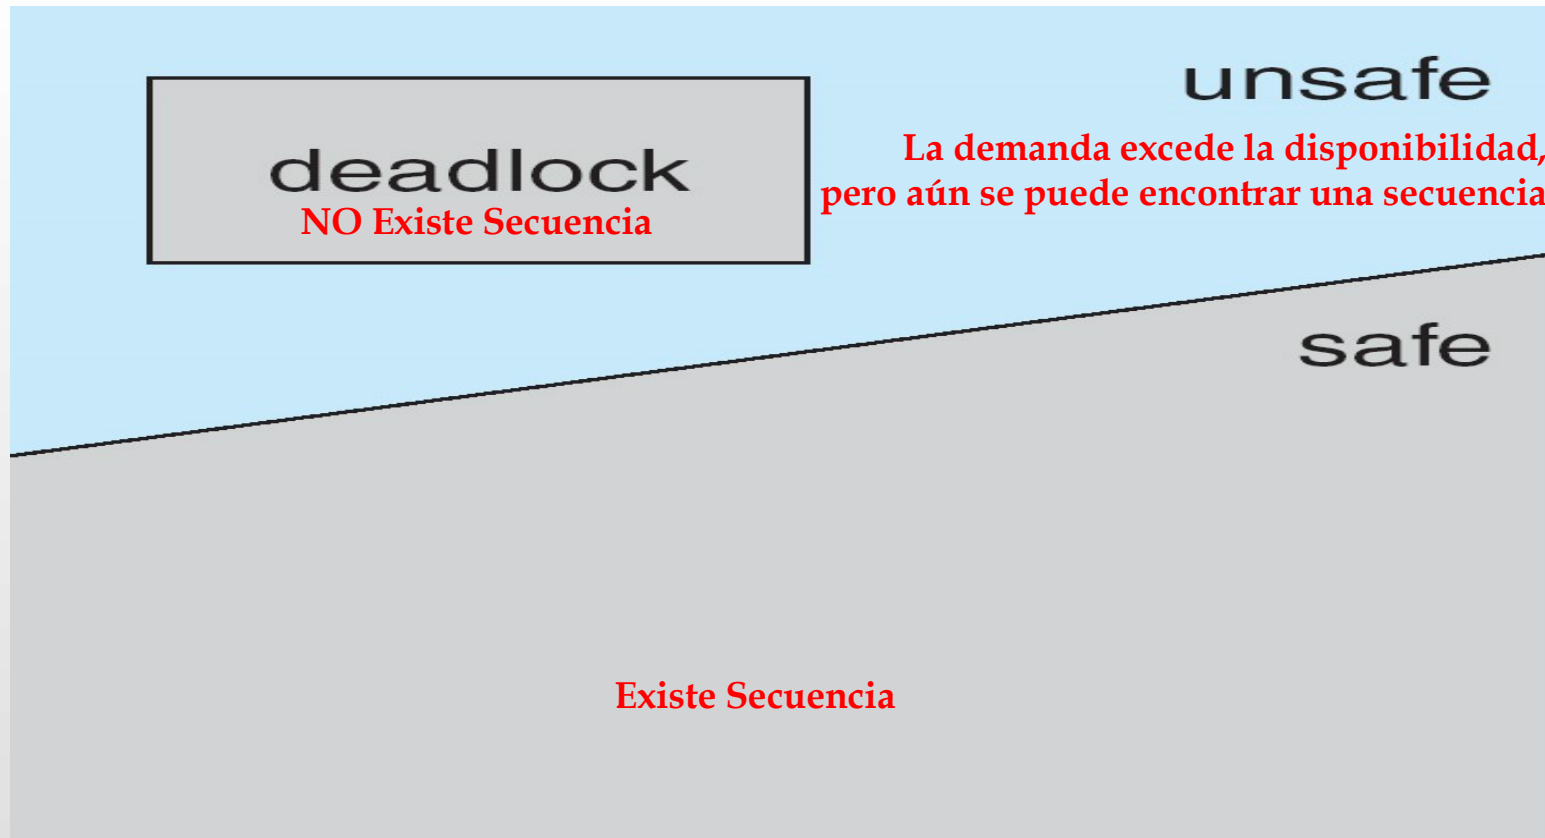 unsafe
deadlock
La demanda excede la disponibilidad,
pero aún se puede encontrar una secuencia
NO Existe Secuencia
safe
Existe Secuencia